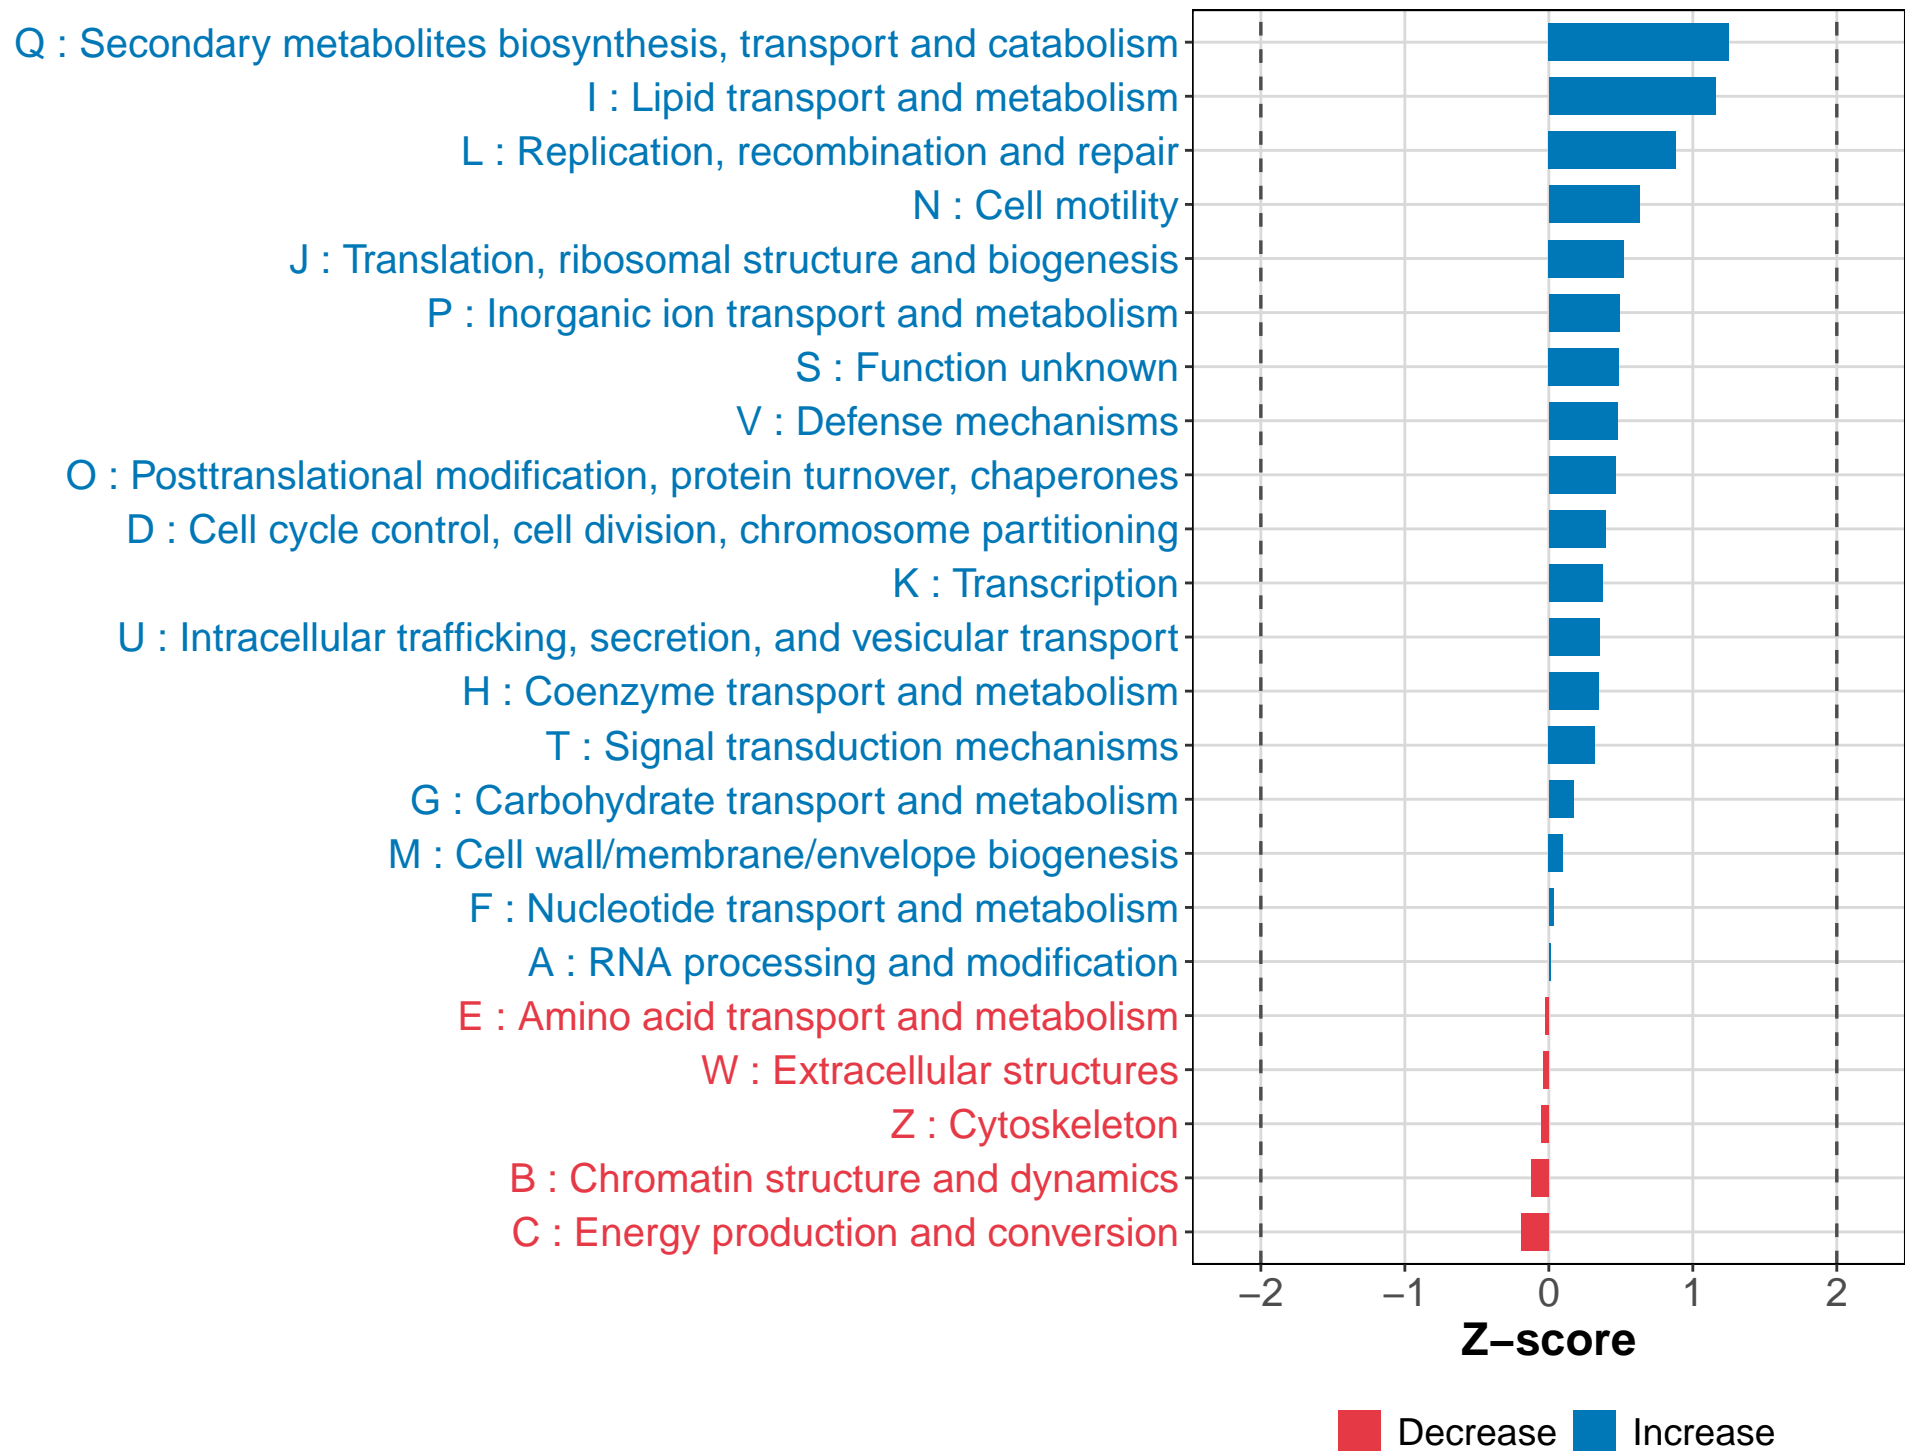 Q : Secondary metabolites biosynthesis, transport and catabolism
I : Lipid transport and metabolism
L : Replication, recombination and repair
N : Cell motility
J : Translation, ribosomal structure and biogenesis
P : Inorganic ion transport and metabolism
S : Function unknown
V : Defense mechanisms
O : Posttranslational modification, protein turnover, chaperones
D : Cell cycle control, cell division, chromosome partitioning
K : Transcription
U : Intracellular trafficking, secretion, and vesicular transport
H : Coenzyme transport and metabolism
T : Signal transduction mechanisms
G : Carbohydrate transport and metabolism
M : Cell wall/membrane/envelope biogenesis
F : Nucleotide transport and metabolism
A : RNA processing and modification
E : Amino acid transport and metabolism
W : Extracellular structures
Z : Cytoskeleton
B : Chromatin structure and dynamics
C : Energy production and conversion
−2 −1 0 1 2
Z−score
Decrease Increase